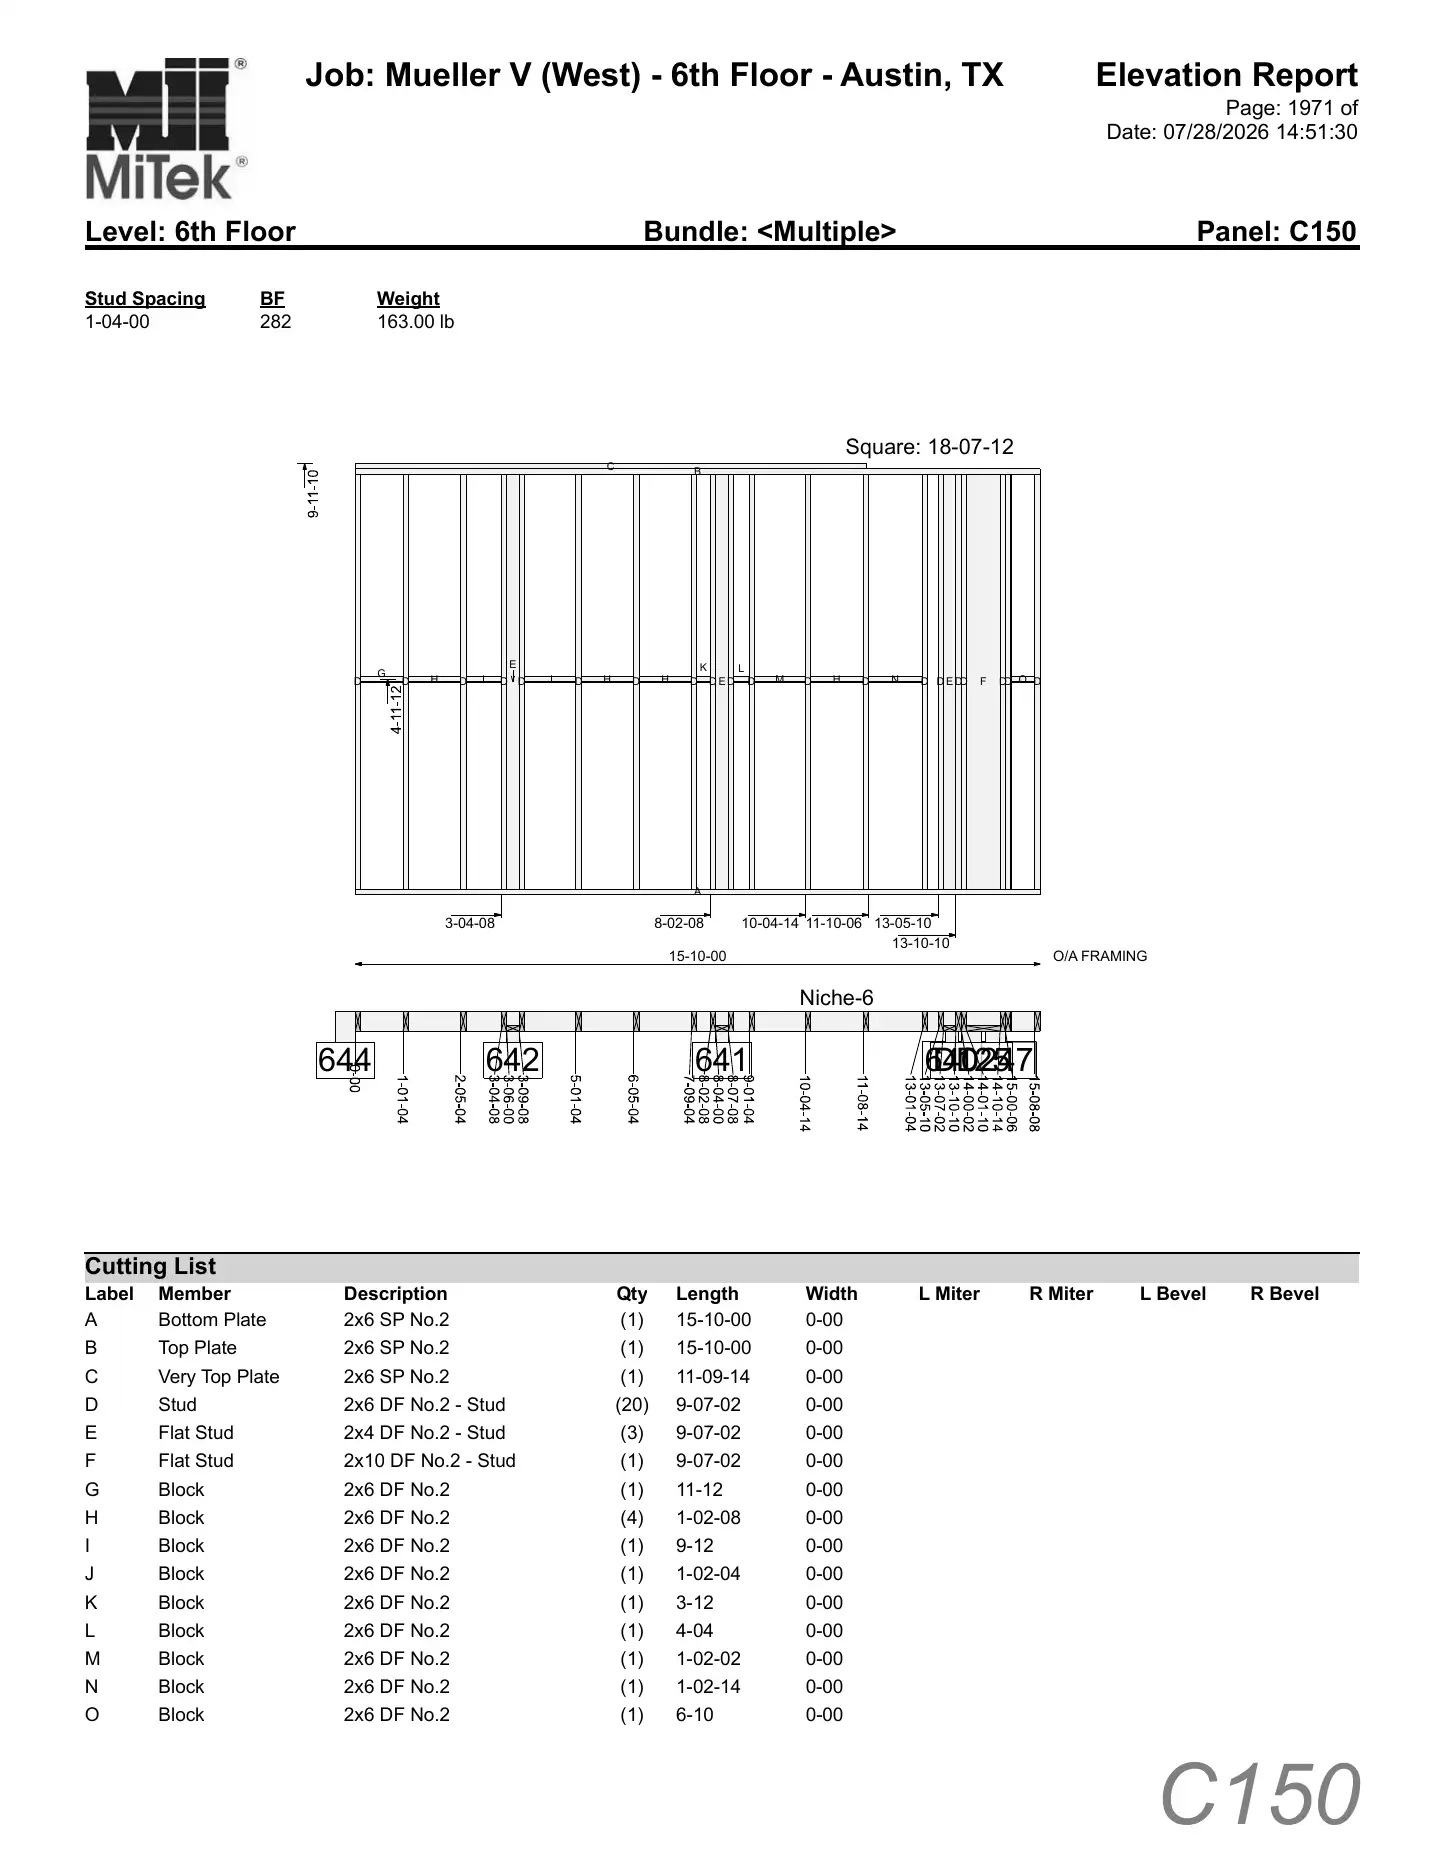 Job: Mueller V (West) - 6th Floor - Austin, TX
Elevation Report
Page: 1971 of
Date: 07/28/2026 14:51:30
MiTek
Level: 6th Floor Bundle: <Multiple> Panel: C150
Stud Spacing BF Weight
1-04-00 282 163.00 lb
Square: 18-07-12
9-11-10
C
B
G H I E J H H K E L M H N D E D F O
4-11-12
A
3-04-08 8-02-08 10-04-14 11-10-06 13-05-10
13-10-10
15-10-00 O/A FRAMING
Niche-6
644 642 641
0-00 1-01-04 2-05-04 3-04-08 3-06-00 3-09-08 5-01-04 6-05-04 7-09-04 8-02-08 8-04-00 8-07-08 9-01-04 10-04-14 11-08-14 13-01-04 13-05-10 13-07-02 13-10-10 14-00-02 14-01-10 14-10-14 15-00-06 15-08-08
Cutting List
Label Member Description Qty Length Width L Miter R Miter L Bevel R Bevel
A Bottom Plate 2x6 SP No.2 (1) 15-10-00 0-00
B Top Plate 2x6 SP No.2 (1) 15-10-00 0-00
C Very Top Plate 2x6 SP No.2 (1) 11-09-14 0-00
D Stud 2x6 DF No.2 - Stud (20) 9-07-02 0-00
E Flat Stud 2x4 DF No.2 - Stud (3) 9-07-02 0-00
F Flat Stud 2x10 DF No.2 - Stud (1) 9-07-02 0-00
G Block 2x6 DF No.2 (1) 11-12 0-00
H Block 2x6 DF No.2 (4) 1-02-08 0-00
I Block 2x6 DF No.2 (1) 9-12 0-00
J Block 2x6 DF No.2 (1) 1-02-04 0-00
K Block 2x6 DF No.2 (1) 3-12 0-00
L Block 2x6 DF No.2 (1) 4-04 0-00
M Block 2x6 DF No.2 (1) 1-02-02 0-00
N Block 2x6 DF No.2 (1) 1-02-14 0-00
O Block 2x6 DF No.2 (1) 6-10 0-00
C150